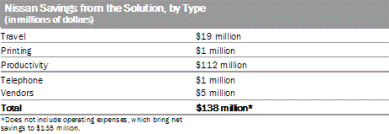 Nissan Savings from the Solution, by Type
(in millions of dollars)
Travel $19 million
Printing $1 million
Productivity $112 million
Telephone $1 million
Vendors $5 million
Total $138 million*
*Does not include operating expenses, which bring net
savings to $135 million.